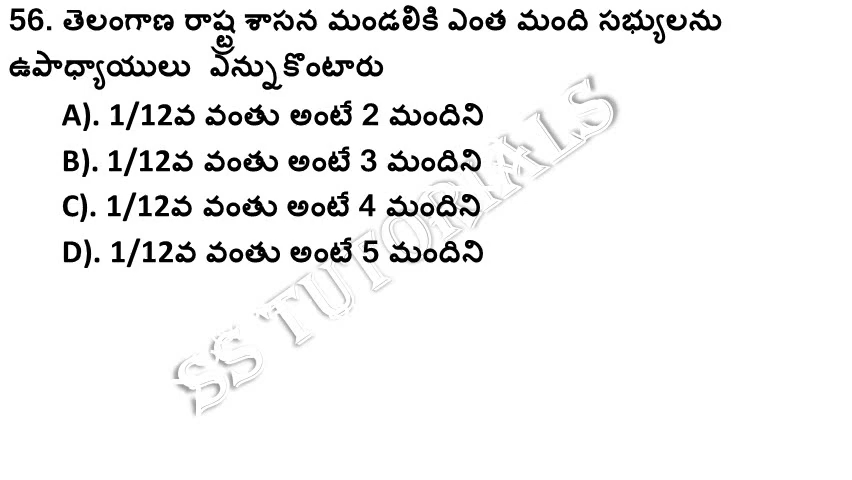 56. తెలంగాణ రాష్ట్ర శాసన మండలికి ఎంత మంది సభ్యులను
ఉపాధ్యాయులు ఎన్నుకొంటారు
A). 1/12వ వంతు అంటే 2 మందిని
B). 1/12వ వంతు అంటే 3 మందిని
C). 1/12వ వంతు అంటే 4 మందిని
D). 1/12వ వంతు అంటే 5 మందిని
SS TUTORIALS